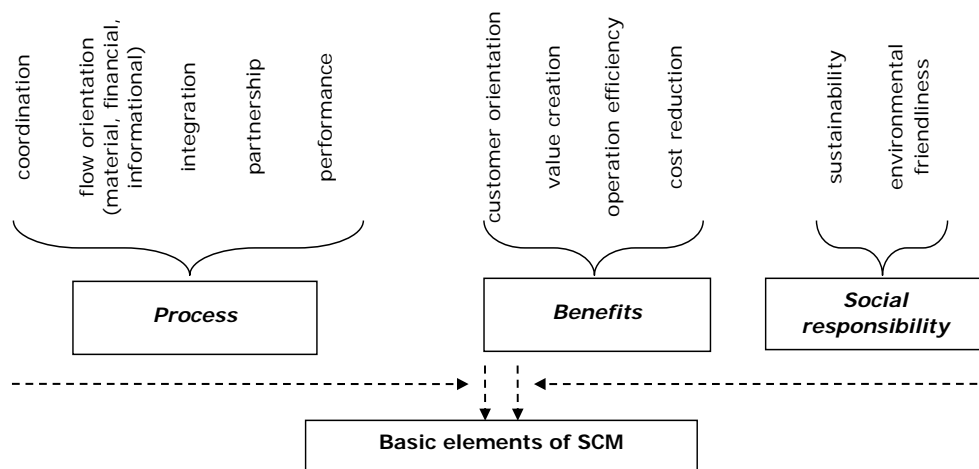 coordination
flow orientation
(material, financial,
informational)
integration
partnership
performance
customer orientation
value creation
operation efficiency
cost reduction
sustainability
environmental
friendliness
Process
Benefits
Social
responsibility
Basic elements of SCM